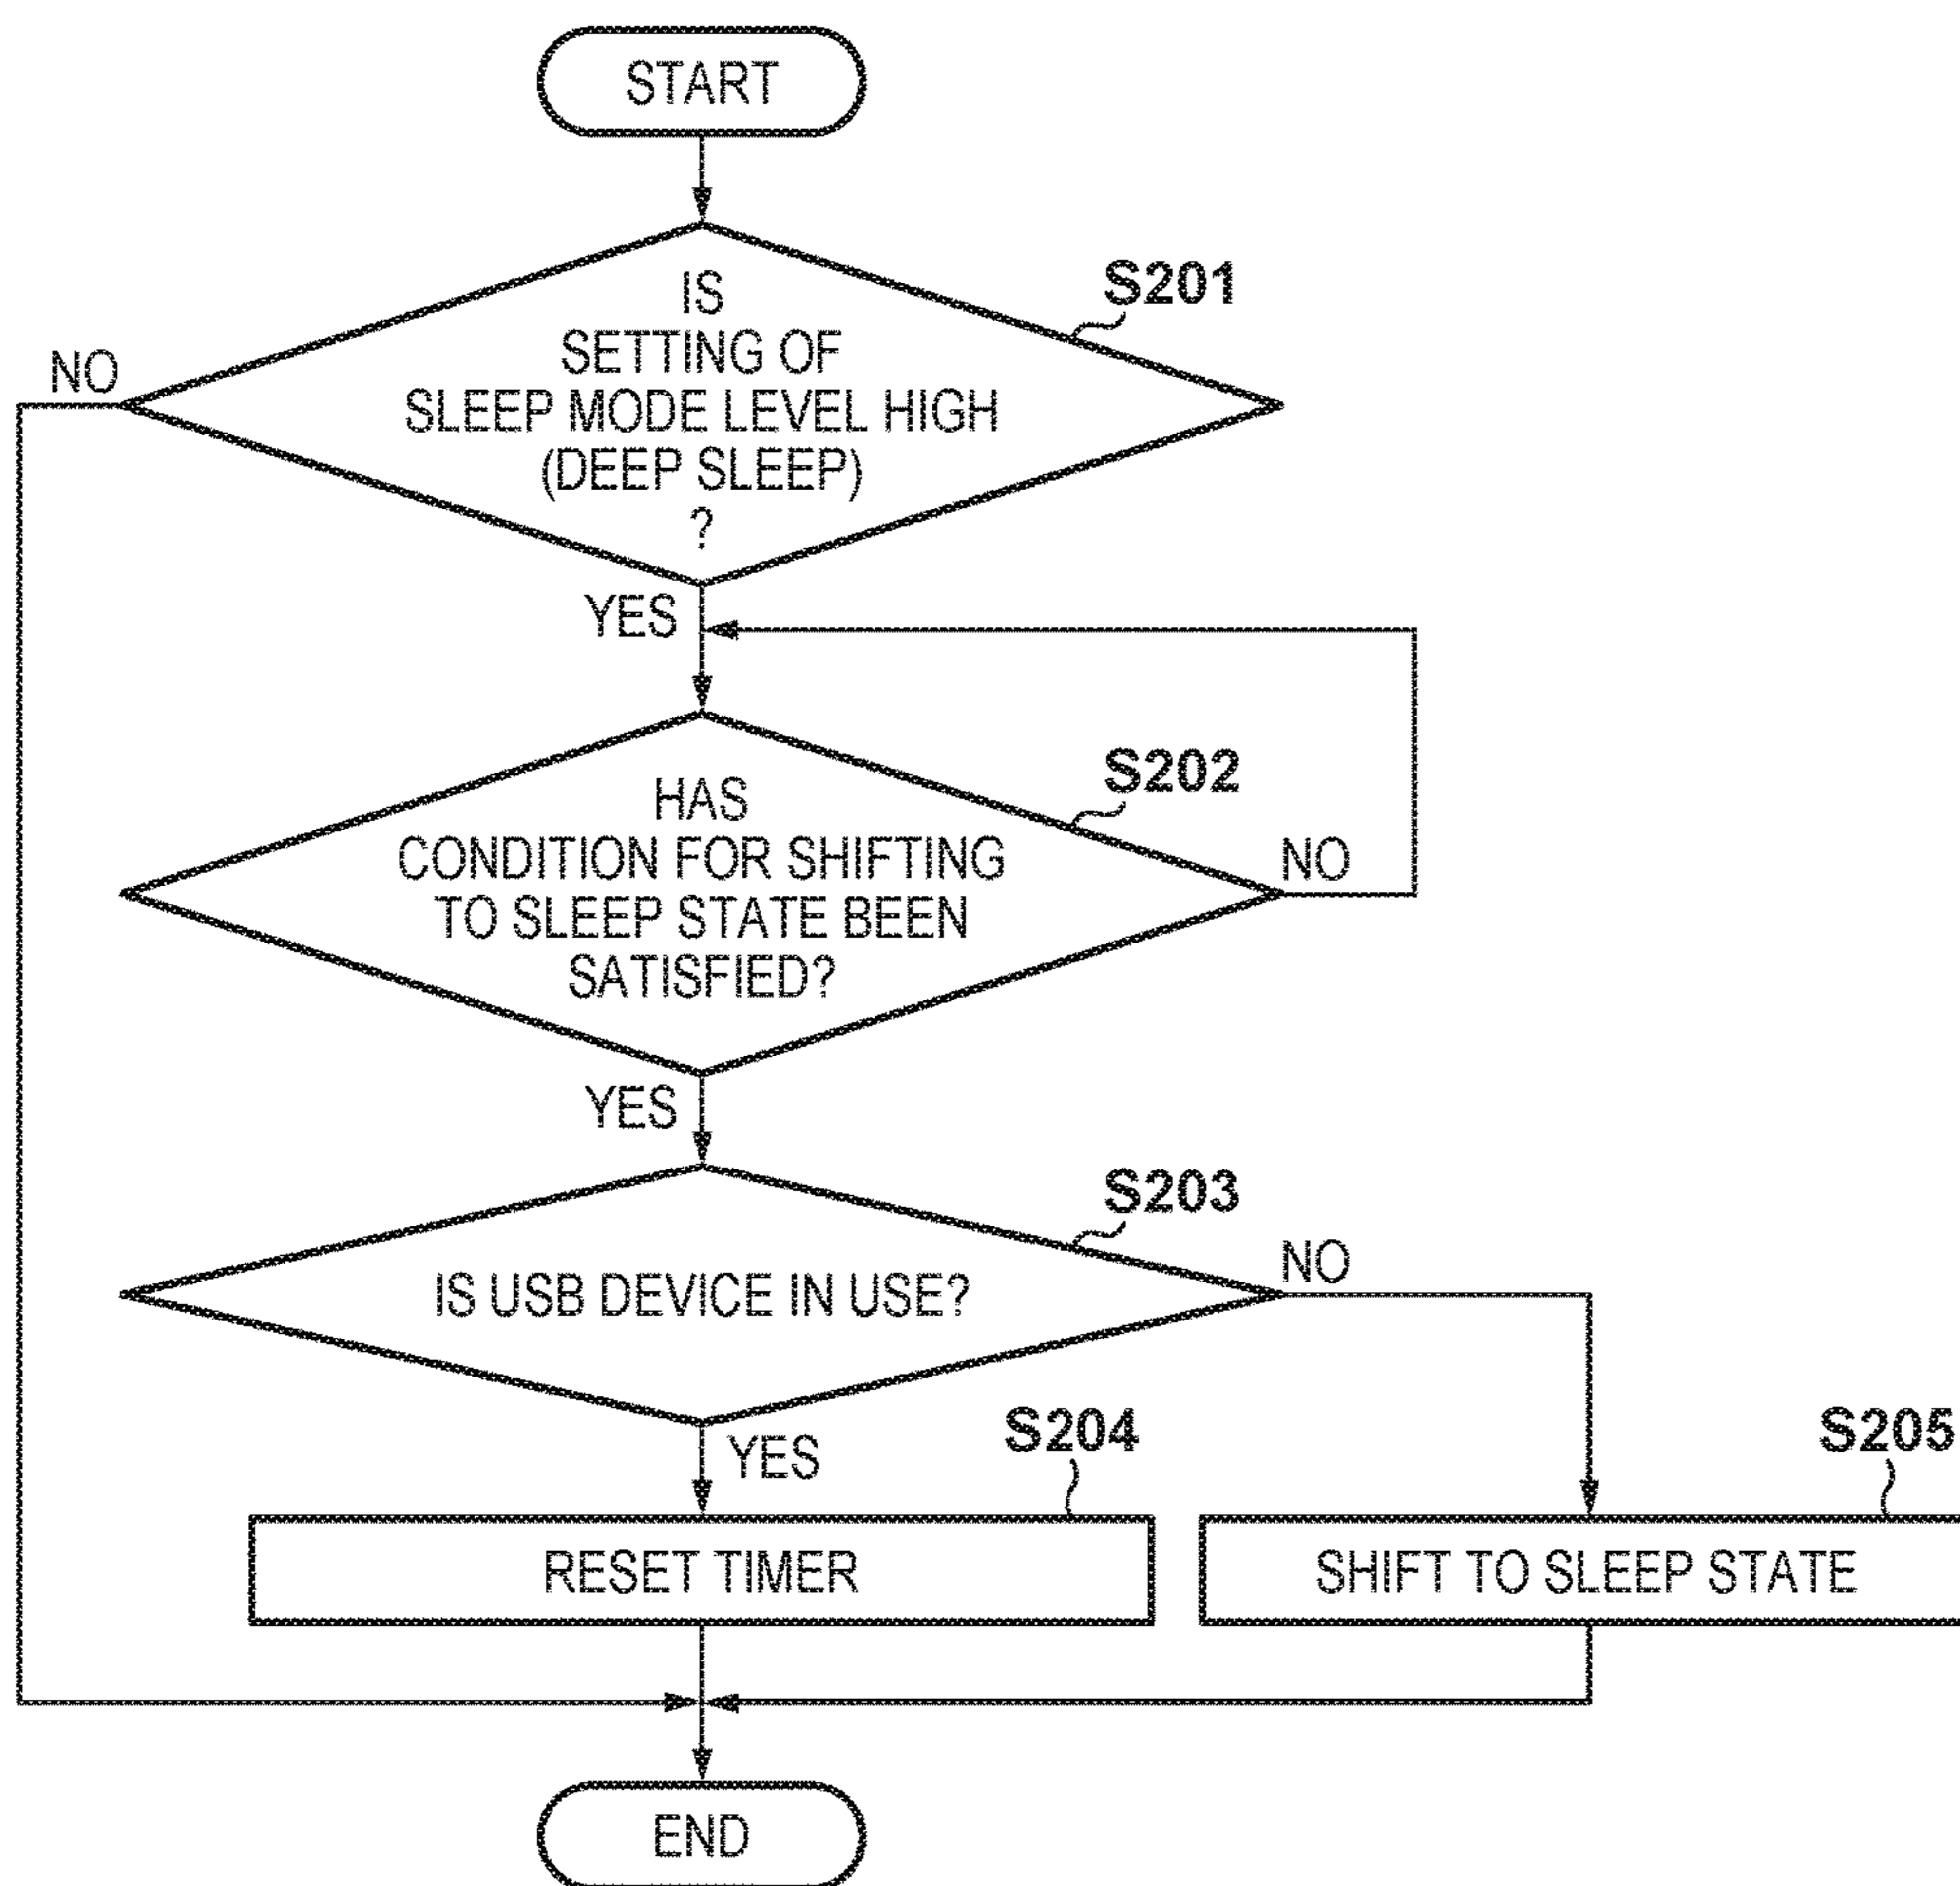 START
S201
IS
SETTING OF
SLEEP MODE LEVEL HIGH
(DEEP SLEEP)
?
NO
YES
S202
HAS
CONDITION FOR SHIFTING
TO SLEEP STATE BEEN
SATISFIED?
NO
YES
S203
IS USB DEVICE IN USE?
NO
YES
S204
RESET TIMER
S205
SHIFT TO SLEEP STATE
END